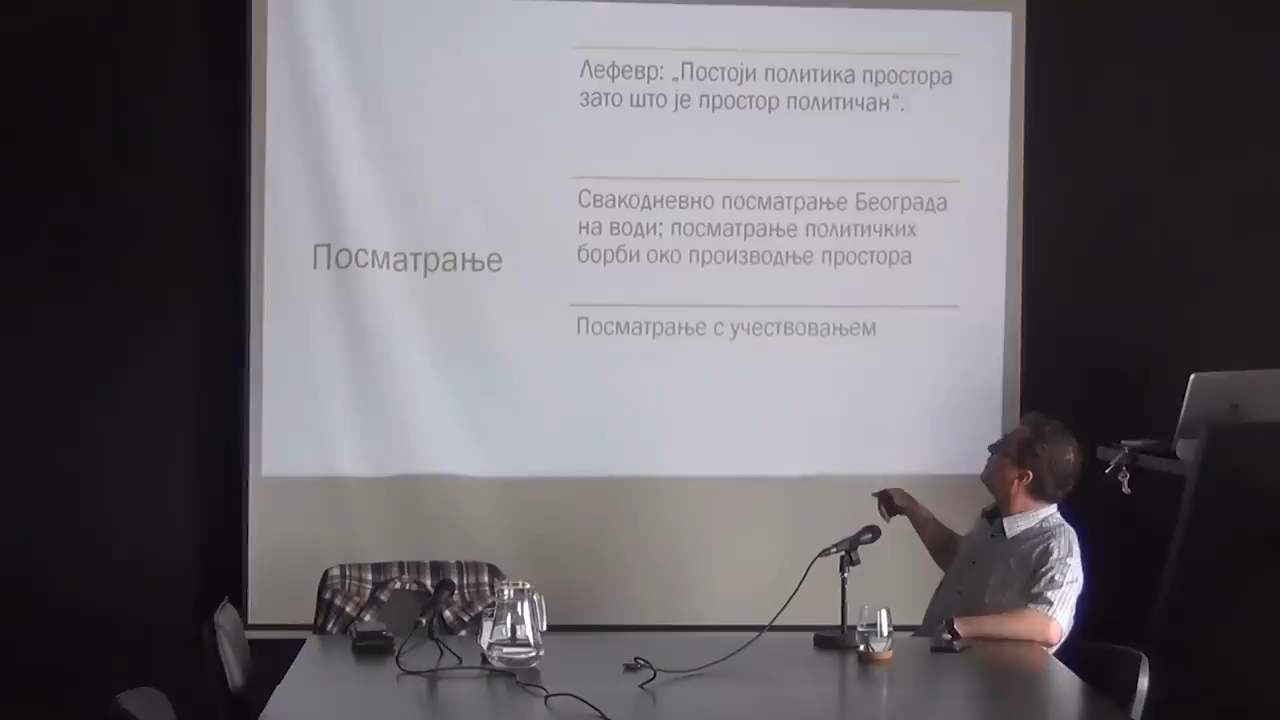 Посматрање
Лефевр: „Постоји политика простора
зато што је простор политичан“.
Свакодневно посматрање Београда
на води; посматрање политичких
борби око производње простора
Посматрање с учествовањем